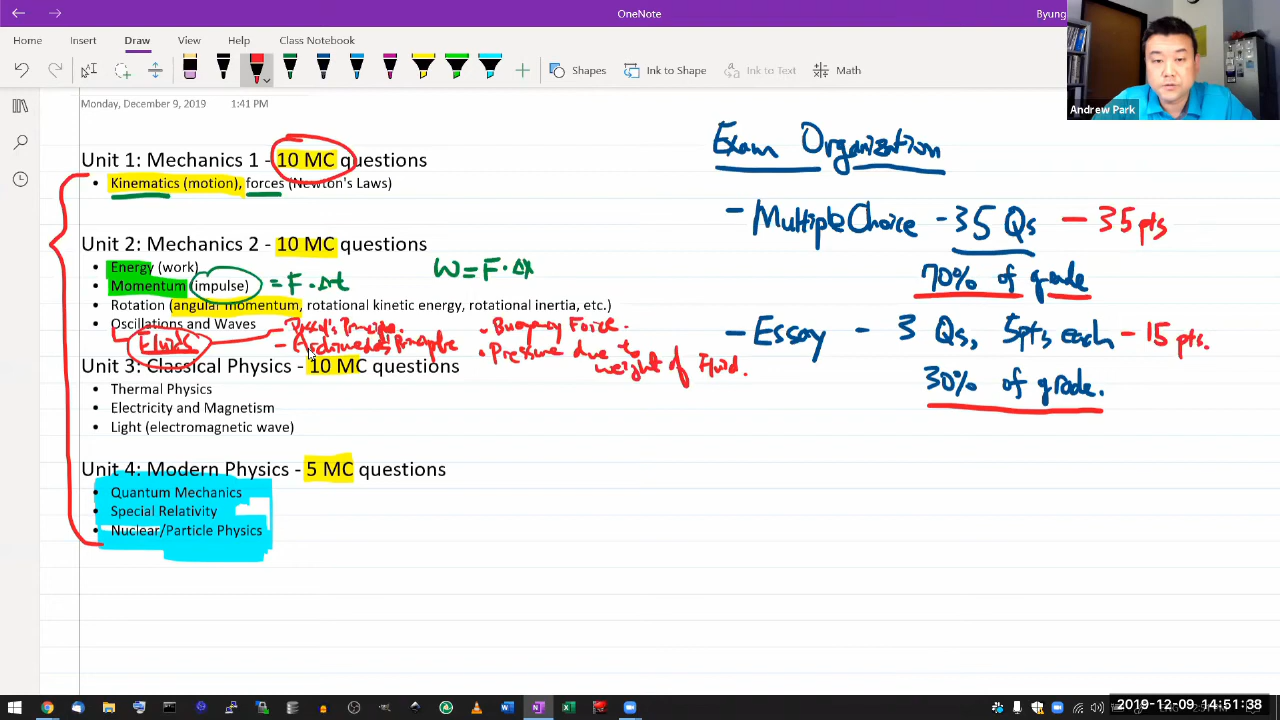 OneNote
Byung
Home Insert Draw View Help Class Notebook
Shapes Ink to Shape Ink to Text Math
Andrew Park
Monday, December 9, 2019 1:41 PM
Unit 1: Mechanics 1 - 10 MC questions
• Kinematics (motion), forces (Newton's Laws)
Unit 2: Mechanics 2 - 10 MC questions
• Energy (work)
W = F · Δx
• Momentum (impulse) = F · Δt
• Rotation (angular momentum, rotational kinetic energy, rotational inertia, etc.)
• Oscillations and Waves
Fluids
- Pascal's Principle.
- Archimedes' Principle
• Buoyancy Force.
• Pressure due to
weight of Fluid.
Unit 3: Classical Physics - 10 MC questions
• Thermal Physics
• Electricity and Magnetism
• Light (electromagnetic wave)
Unit 4: Modern Physics - 5 MC questions
• Quantum Mechanics
• Special Relativity
• Nuclear/Particle Physics
Exam Organization
- Multiple Choice - 35 Qs - 35 pts
70% of grade
- Essay - 3 Qs, 5pts each - 15 pts.
30% of grade.
2019-12-09 14:51:38